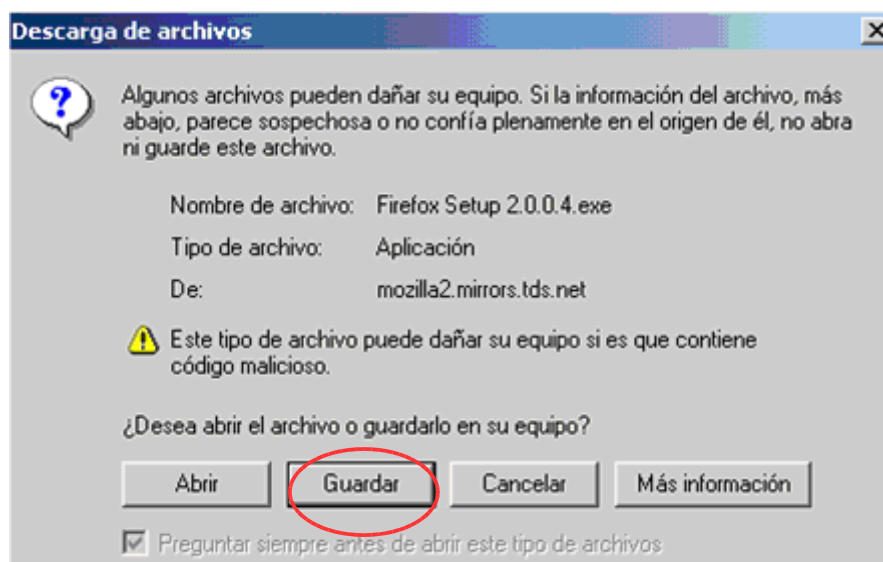 Descarga de archivos
Algunos archivos pueden dañar su equipo. Si la información del archivo, más
abajo, parece sospechosa o no confía plenamente en el origen de él, no abra
ni guarde este archivo.
Nombre de archivo: Firefox Setup 2.0.0.4.exe
Tipo de archivo: Aplicación
De: mozilla2.mirrors.tds.net
Este tipo de archivo puede dañar su equipo si es que contiene
código malicioso.
¿Desea abrir el archivo o guardarlo en su equipo?
Abrir Guardar Cancelar Más información
Preguntar siempre antes de abrir este tipo de archivos